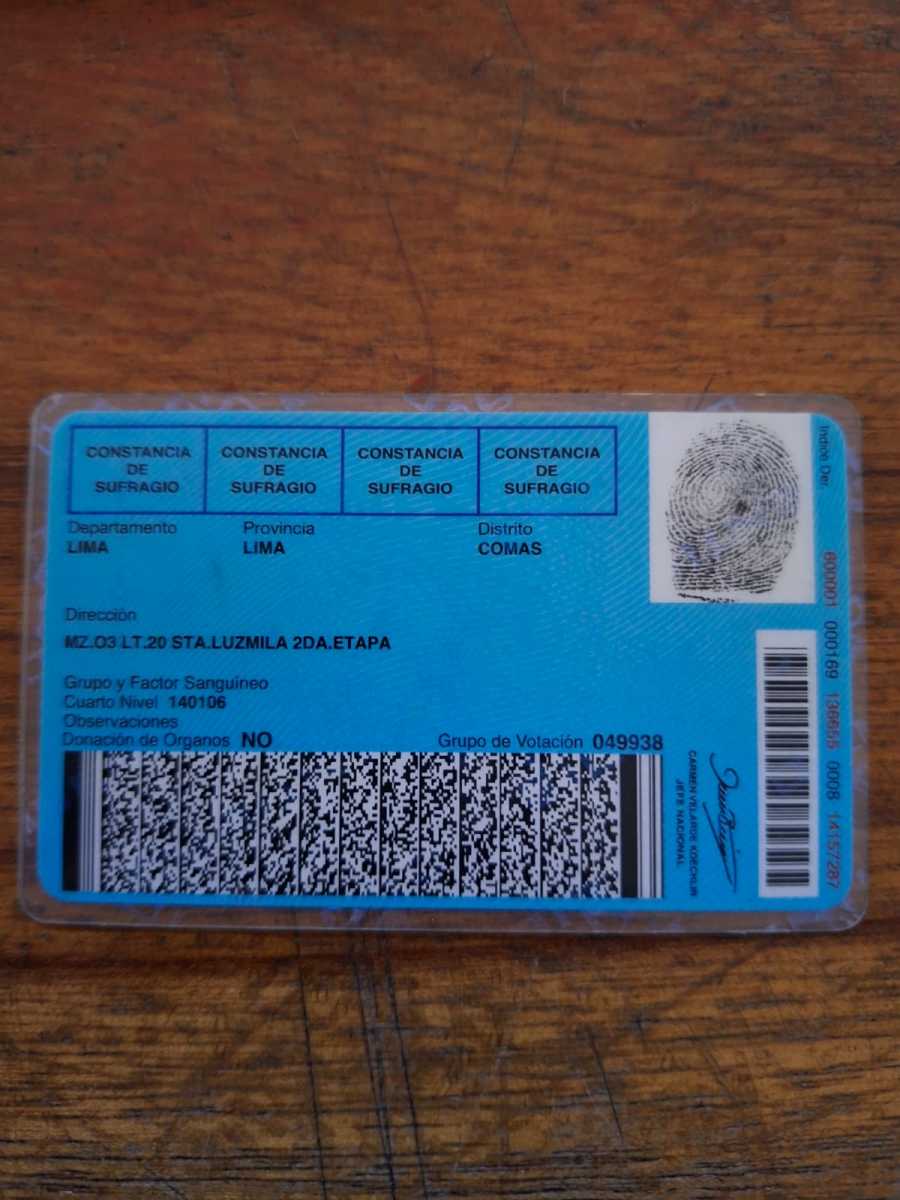 CONSTANCIA DE SUFRAGIO
CONSTANCIA DE SUFRAGIO
CONSTANCIA DE SUFRAGIO
CONSTANCIA DE SUFRAGIO
Indice Der.
Departamento Provincia Distrito
LIMA LIMA COMAS
Dirección
MZ.O3 LT.20 STA.LUZMILA 2DA.ETAPA
Grupo y Factor Sanguineo
Cuarto Nivel 140106
Observaciones
Donación de Organos NO Grupo de Votación 049938
CARMEN VELARDE KOECHLIN
JEFE NACIONAL
600001 000169 136655 0008 14157287